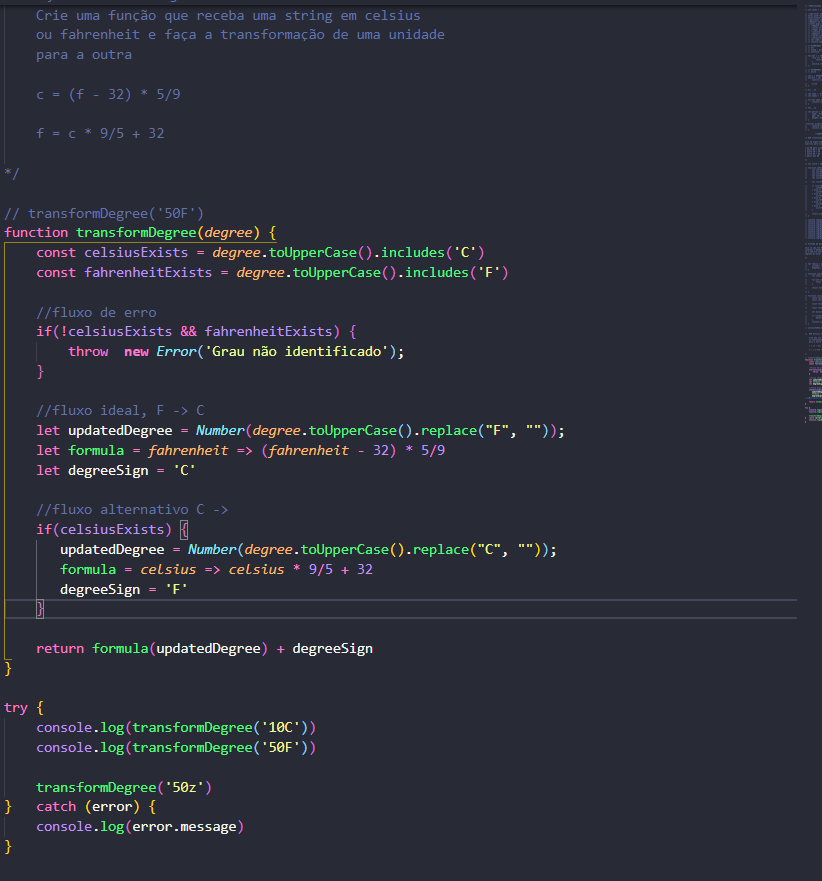 Crie uma função que receba uma string em celsius
ou fahrenheit e faça a transformação de uma unidade
para a outra
c = (f - 32) * 5/9
f = c * 9/5 + 32
*/
// transformDegree('50F')
function transformDegree(degree) {
const celsiusExists = degree.toUpperCase().includes('C')
const fahrenheitExists = degree.toUpperCase().includes('F')
//fluxo de erro
if(!celsiusExists && fahrenheitExists) {
throw  new Error('Grau não identificado');
}
//fluxo ideal, F -> C
let updatedDegree = Number(degree.toUpperCase().replace("F", ""));
let formula = fahrenheit => (fahrenheit - 32) * 5/9
let degreeSign = 'C'
//fluxo alternativo C ->
if(celsiusExists) {
updatedDegree = Number(degree.toUpperCase().replace("C", ""));
formula = celsius => celsius * 9/5 + 32
degreeSign = 'F'
}
return formula(updatedDegree) + degreeSign
}
try {
console.log(transformDegree('10C'))
console.log(transformDegree('50F'))
transformDegree('50z')
}  catch (error) {
console.log(error.message)
}